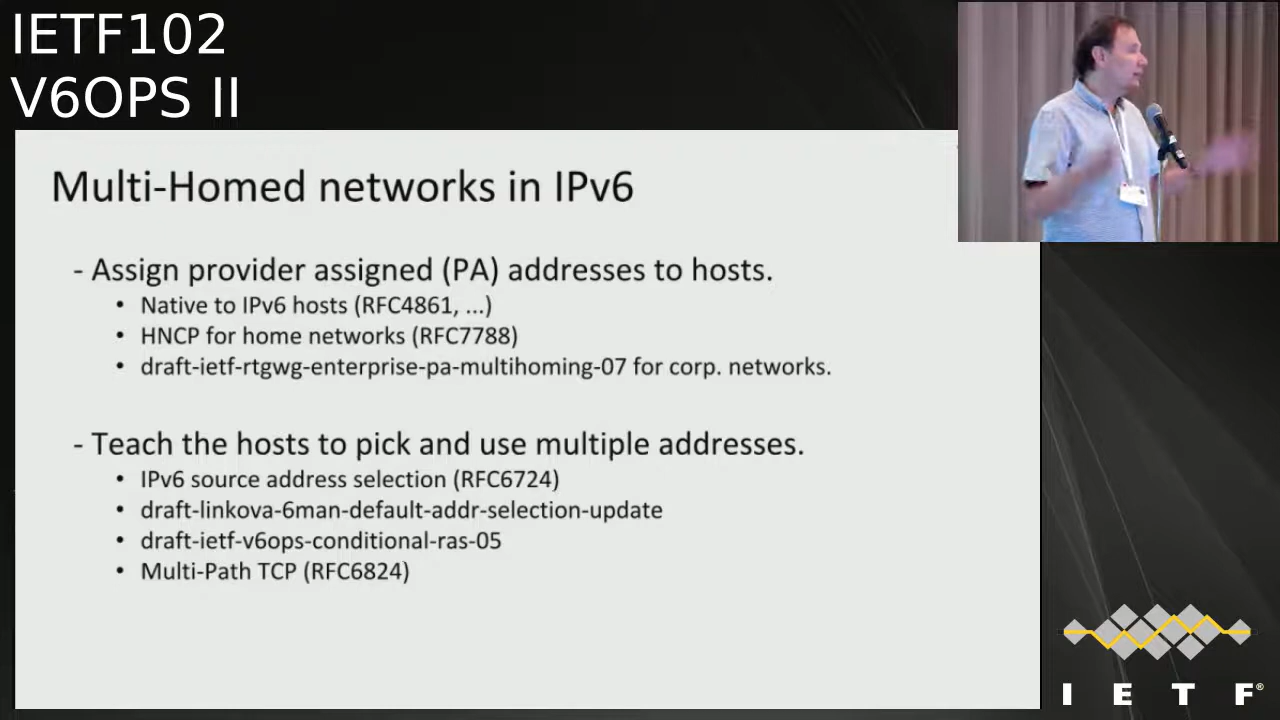 IETF102
V6OPS II
Multi-Homed networks in IPv6
- Assign provider assigned (PA) addresses to hosts.
• Native to IPv6 hosts (RFC4861, ...)
• HNCP for home networks (RFC7788)
• draft-ietf-rtgwg-enterprise-pa-multihoming-07 for corp. networks.
- Teach the hosts to pick and use multiple addresses.
• IPv6 source address selection (RFC6724)
• draft-linkova-6man-default-addr-selection-update
• draft-ietf-v6ops-conditional-ras-05
• Multi-Path TCP (RFC6824)
I E T F®